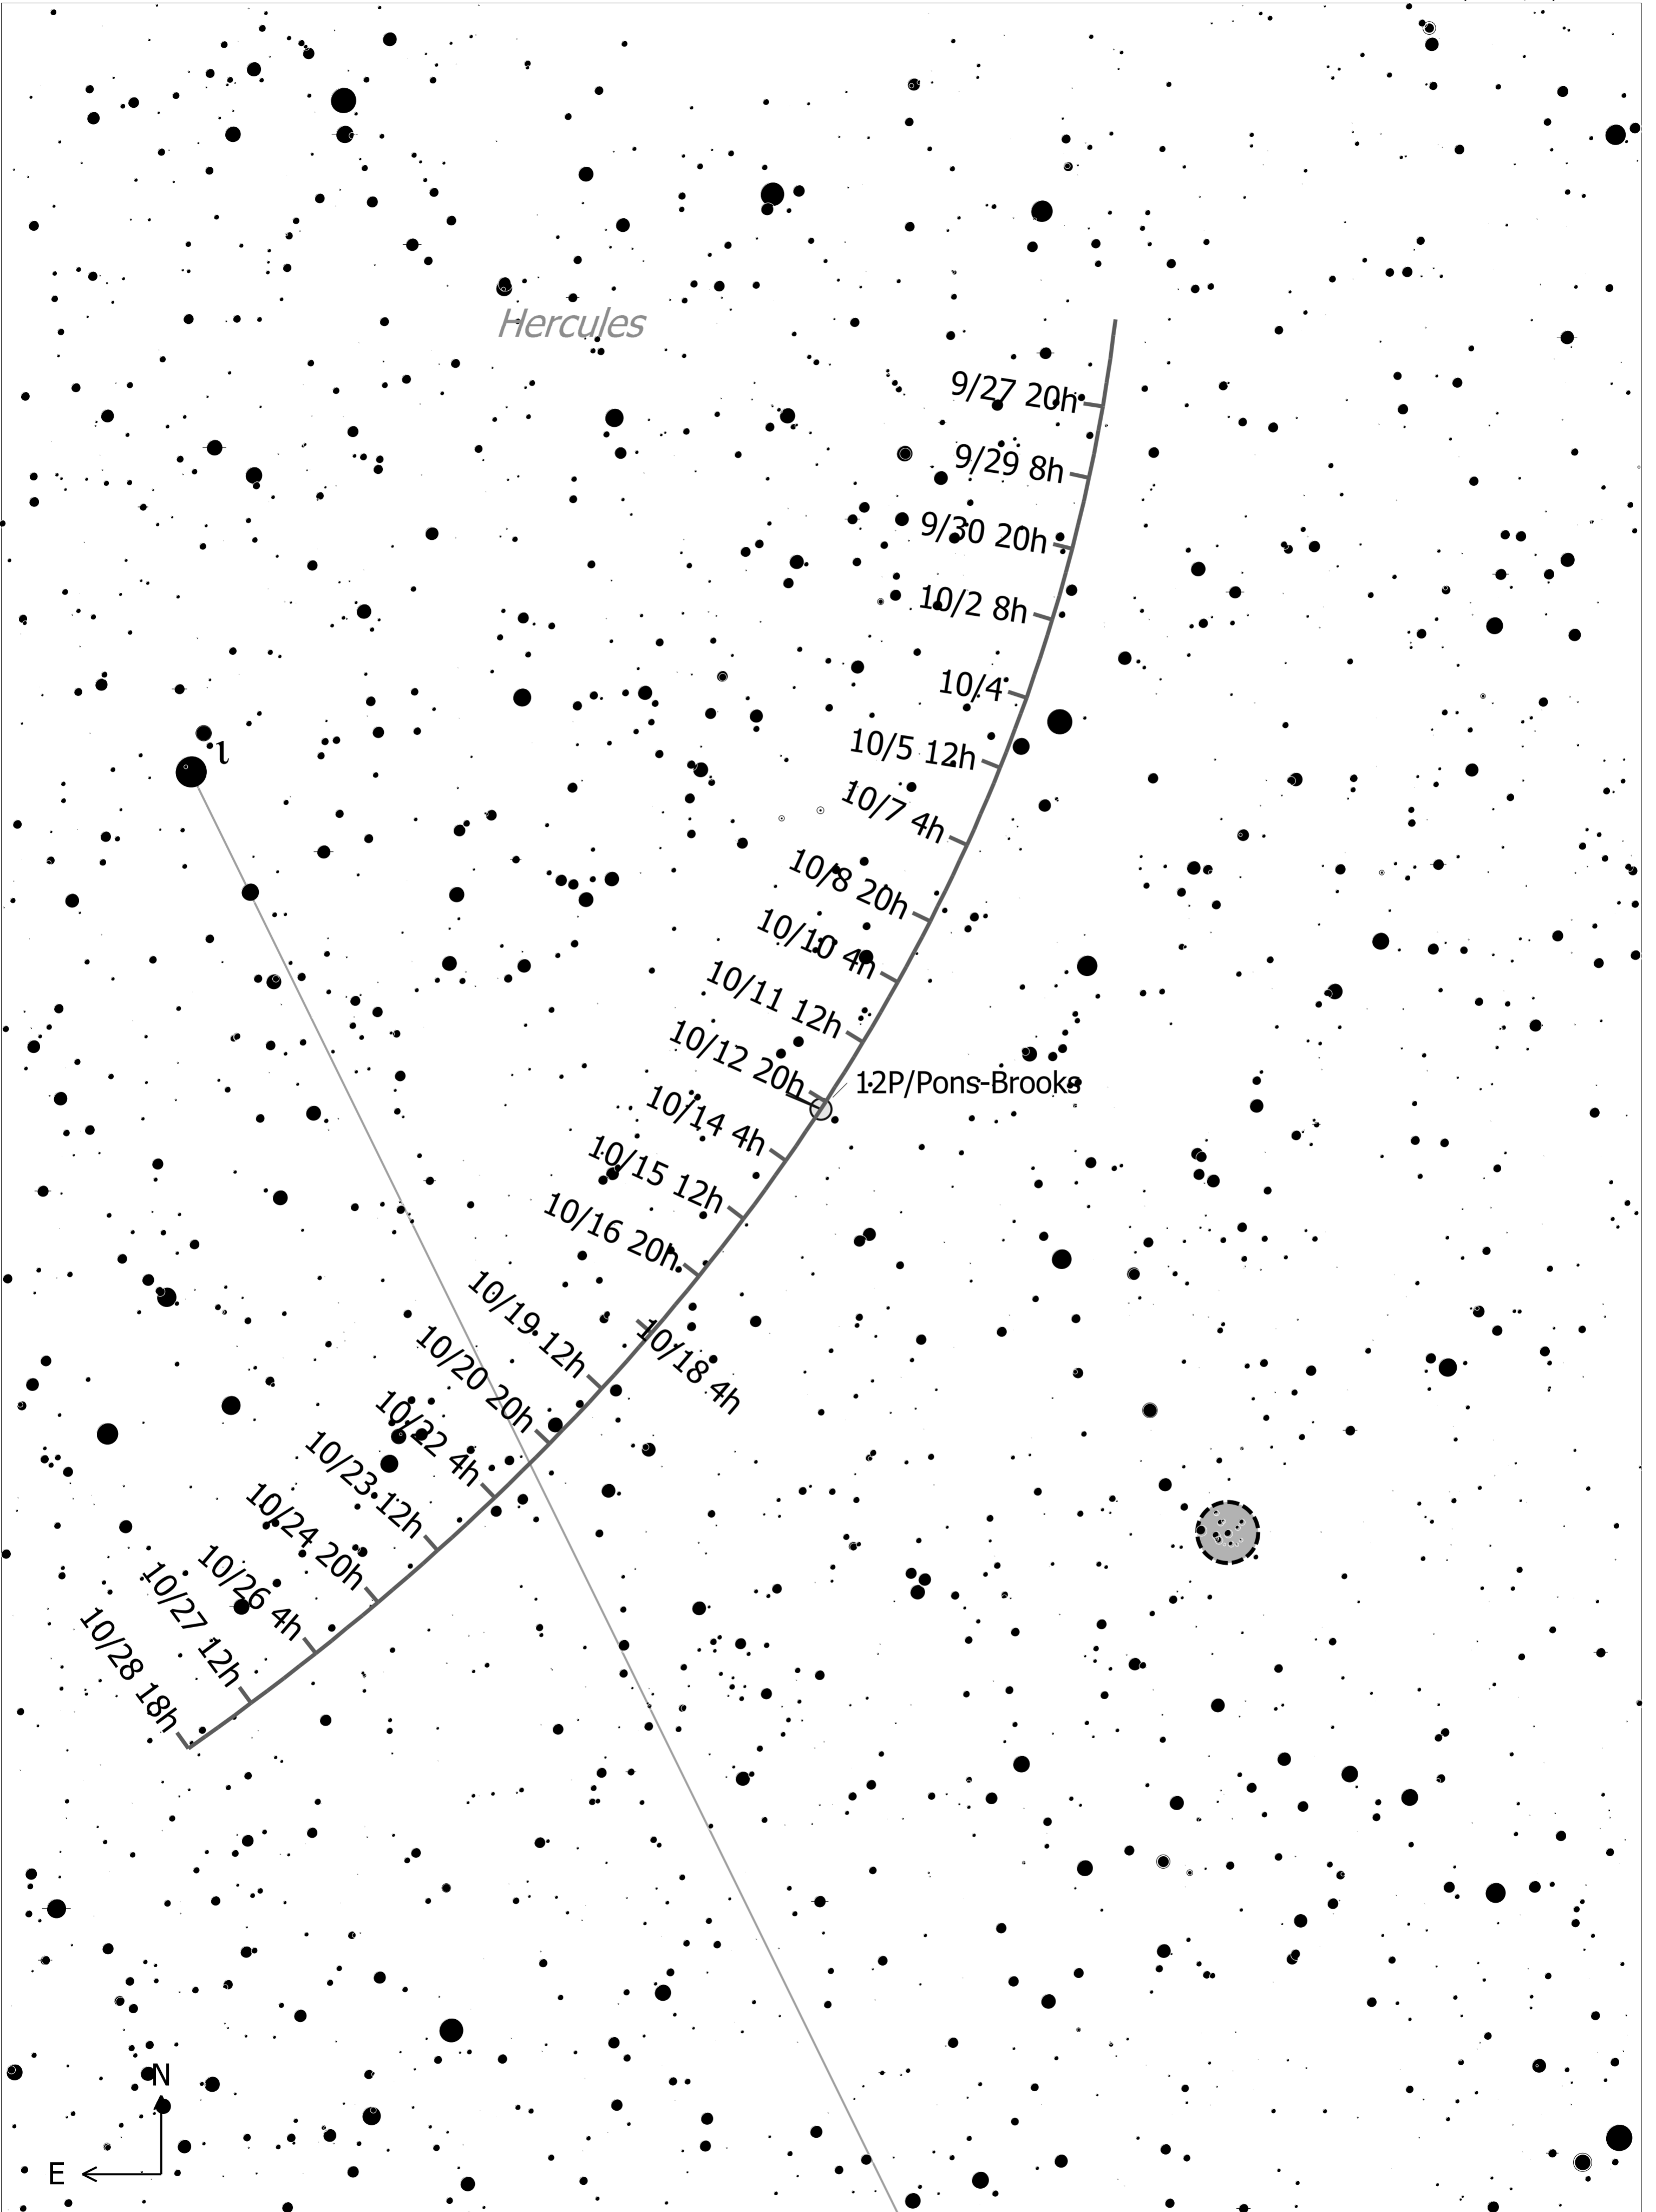 Hercules
9/27 20h
9/29 8h
9/30 20h
10/2 8h
10/4
ι
10/5 12h
10/7 4h
10/8 20h
10/10 4h
10/11 12h
10/12 20h
12P/Pons-Brooks
10/14 4h
10/15 12h
10/16 20h
10/18 4h
10/19 12h
10/20 20h
10/22 4h
10/23 12h
10/24 20h
10/26 4h
10/27 12h
10/28 18h
N
E